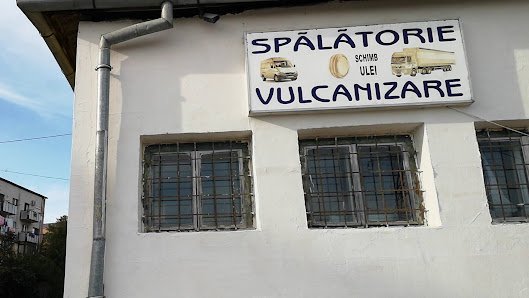 SPĂLĂTORIE
SCHIMB
ULEI
VULCANIZARE